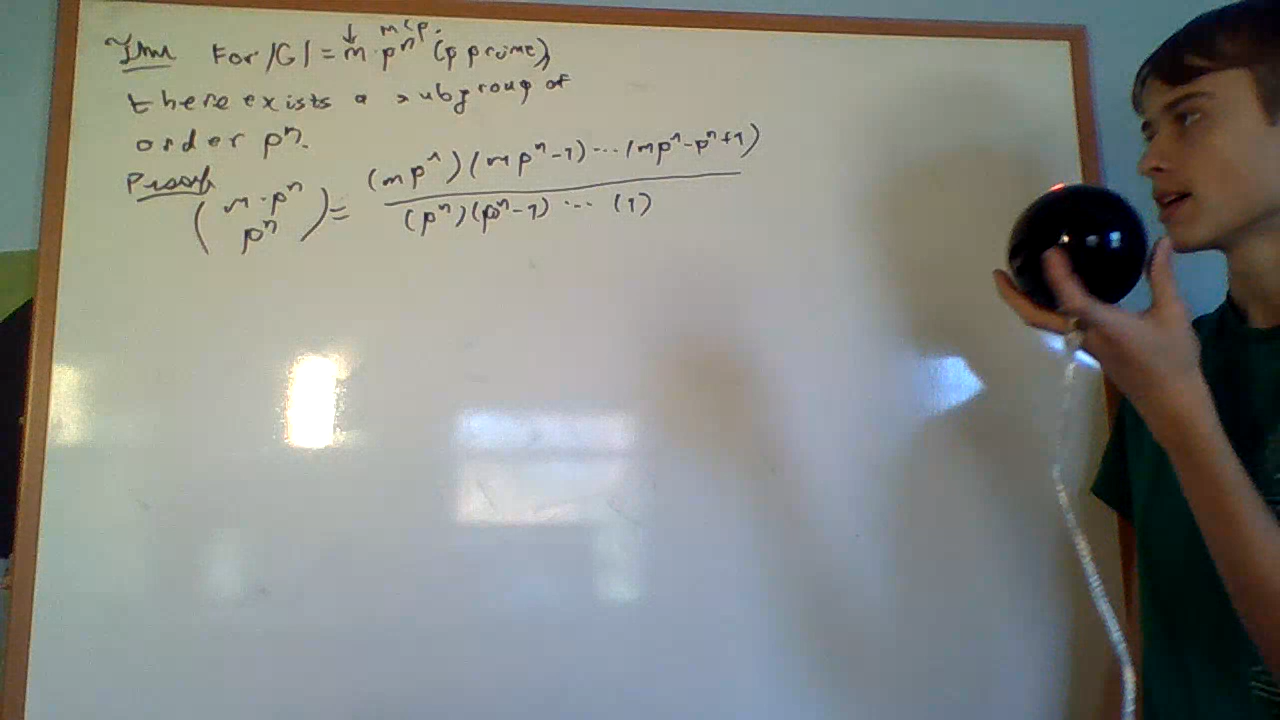 ↓ m<p.
Thm For |G| = m · pⁿ (p prime),
there exists a subgroup of
order pⁿ.
Proof
(m · pⁿ choose pⁿ) = (mpⁿ)(mpⁿ-1)···(mpⁿ-pⁿ+1) / (pⁿ)(pⁿ-1) ··· (1)